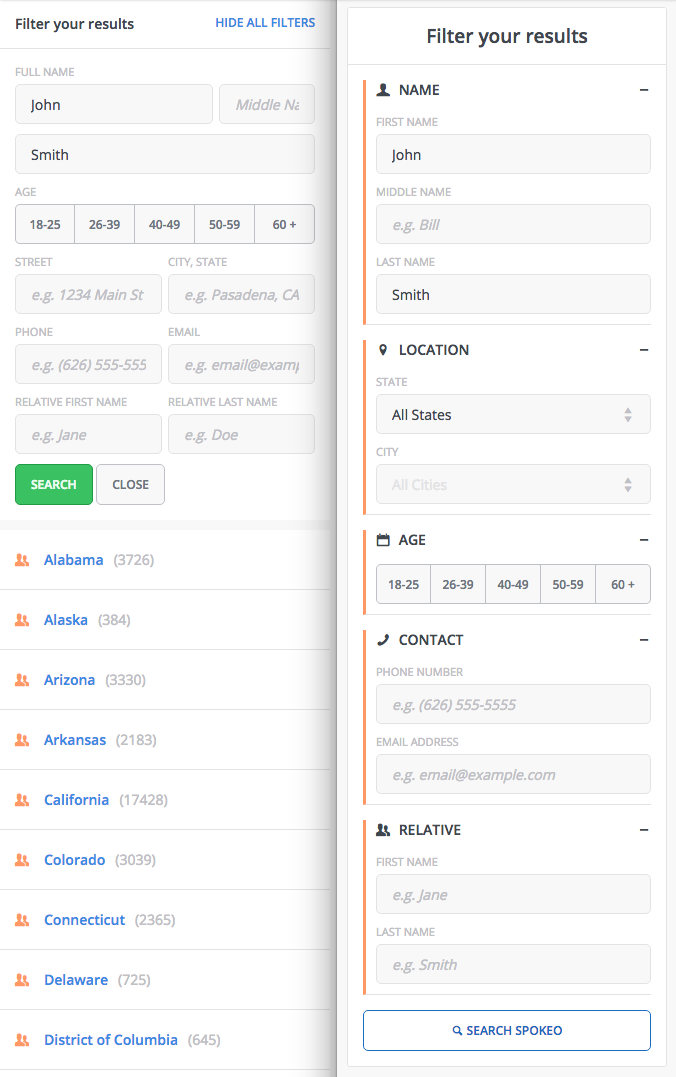 Filter your results
HIDE ALL FILTERS
FULL NAME
John
Middle Na
Smith
AGE
18-25 26-39 40-49 50-59 60 +
STREET
CITY, STATE
e.g. 1234 Main St
e.g. Pasadena, CA
PHONE
EMAIL
e.g. (626) 555-555
e.g. email@examp
RELATIVE FIRST NAME
RELATIVE LAST NAME
e.g. Jane
e.g. Doe
SEARCH
CLOSE
Alabama (3726)
Alaska (384)
Arizona (3330)
Arkansas (2183)
California (17428)
Colorado (3039)
Connecticut (2365)
Delaware (725)
District of Columbia (645)
Filter your results
NAME
FIRST NAME
John
MIDDLE NAME
e.g. Bill
LAST NAME
Smith
LOCATION
STATE
All States
CITY
All Cities
AGE
18-25 26-39 40-49 50-59 60 +
CONTACT
PHONE NUMBER
e.g. (626) 555-5555
EMAIL ADDRESS
e.g. email@example.com
RELATIVE
FIRST NAME
e.g. Jane
LAST NAME
e.g. Smith
SEARCH SPOKEO